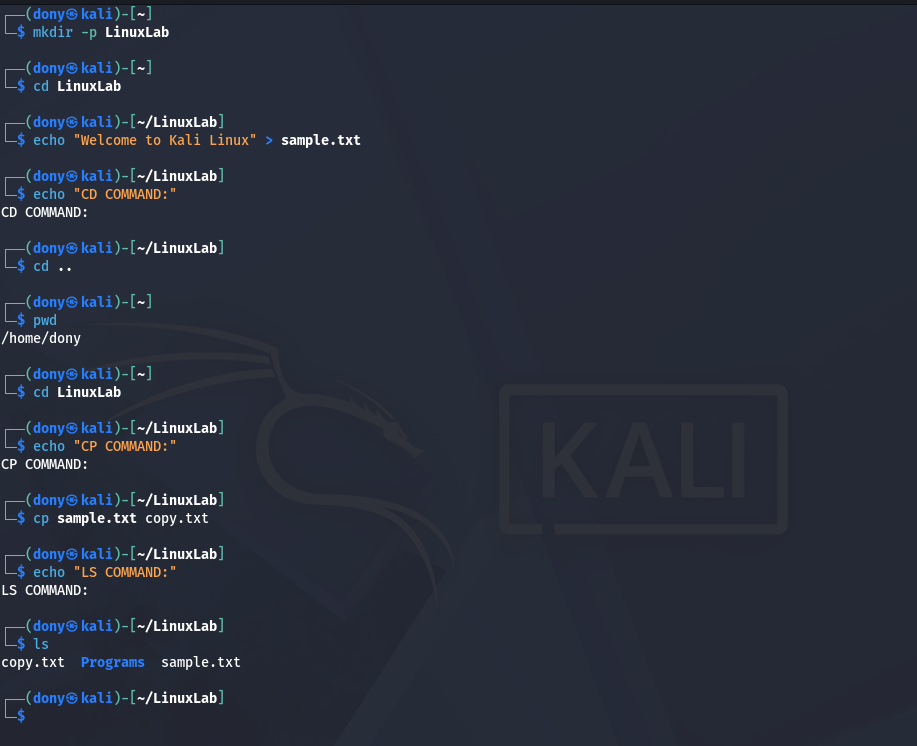 ┌──(dony㉿kali)-[~]
└─$ mkdir -p LinuxLab
┌──(dony㉿kali)-[~]
└─$ cd LinuxLab
┌──(dony㉿kali)-[~/LinuxLab]
└─$ echo "Welcome to Kali Linux" > sample.txt
┌──(dony㉿kali)-[~/LinuxLab]
└─$ echo "CD COMMAND:"
CD COMMAND:
┌──(dony㉿kali)-[~/LinuxLab]
└─$ cd ..
┌──(dony㉿kali)-[~]
└─$ pwd
/home/dony
┌──(dony㉿kali)-[~]
└─$ cd LinuxLab
┌──(dony㉿kali)-[~/LinuxLab]
└─$ echo "CP COMMAND:"
CP COMMAND:
┌──(dony㉿kali)-[~/LinuxLab]
└─$ cp sample.txt copy.txt
┌──(dony㉿kali)-[~/LinuxLab]
└─$ echo "LS COMMAND:"
LS COMMAND:
┌──(dony㉿kali)-[~/LinuxLab]
└─$ ls
copy.txt  Programs  sample.txt
┌──(dony㉿kali)-[~/LinuxLab]
└─$
KALI